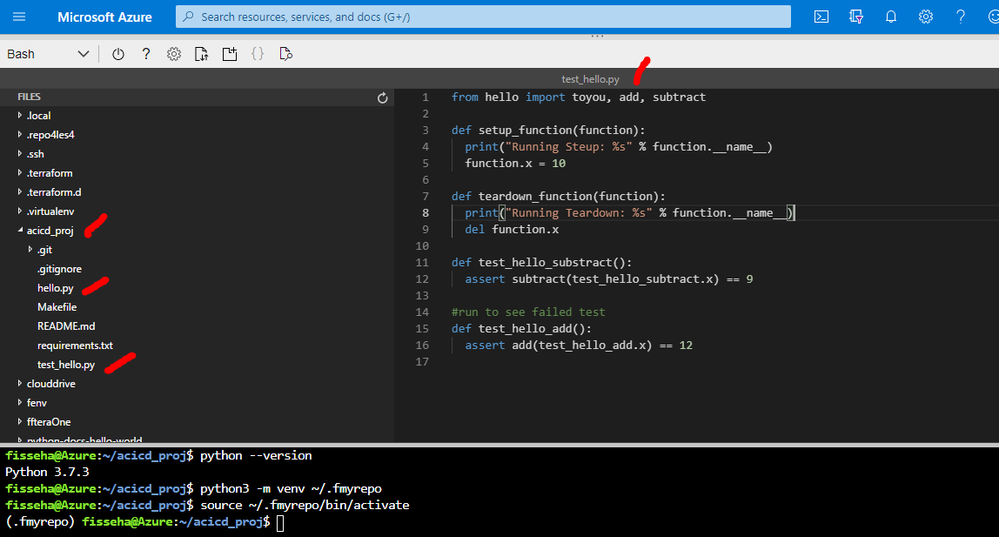 Microsoft Azure
Search resources, services, and docs (G+/)
Bash
test_hello.py
FILES
.local
.repo4les4
.ssh
.terraform
.terraform.d
.virtualenv
acicd_proj
.git
.gitignore
hello.py
Makefile
README.md
requirements.txt
test_hello.py
clouddrive
fenv
ffteraOne
python-docs-hello-world
1 from hello import toyou, add, subtract
2
3 def setup_function(function):
4 print("Running Steup: %s" % function.__name__)
5 function.x = 10
6
7 def teardown_function(function):
8 print("Running Teardown: %s" % function.__name__)
9 del function.x
10
11 def test_hello_substract():
12 assert subtract(test_hello_subtract.x) == 9
13
14 #run to see failed test
15 def test_hello_add():
16 assert add(test_hello_add.x) == 12
17
fisseha@Azure:~/acicd_proj$ python --version
Python 3.7.3
fisseha@Azure:~/acicd_proj$ python3 -m venv ~/.fmyrepo
fisseha@Azure:~/acicd_proj$ source ~/.fmyrepo/bin/activate
(.fmyrepo) fisseha@Azure:~/acicd_proj$